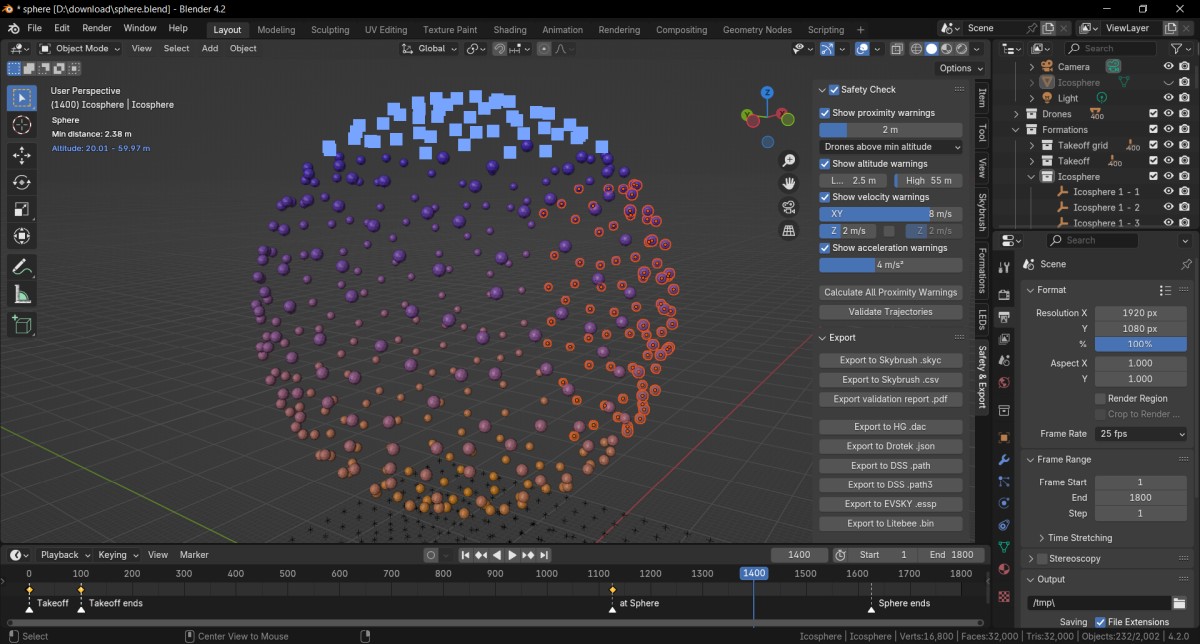 * sphere [D:\download\sphere.blend] - Blender 4.2
File Edit Render Window Help Layout Modeling Sculpting UV Editing Texture Paint Shading Animation Rendering Compositing Geometry Nodes Scripting + Scene ViewLayer
Object Mode View Select Add Object Global
Options
User Perspective
(1400) Icosphere | Icosphere
Sphere
Min distance: 2.38 m
Altitude: 20.01 - 59.97 m
Z
Y
X
Safety Check
Show proximity warnings
2 m
Drones above min altitude
Show altitude warnings
L... 2.5 m High 55 m
Show velocity warnings
XY 8 m/s
Z 2 m/s Z 2 m/s
Show acceleration warnings
4 m/s²
Calculate All Proximity Warnings
Validate Trajectories
Export
Export to Skybrush .skyc
Export to Skybrush .csv
Export validation report .pdf
Export to HG .dac
Export to Drotek .json
Export to DSS .path
Export to DSS .path3
Export to EVSKY .essp
Export to Litebee .bin
Item
Tool
View
Skybrush
Formations
LEDs
Safety & Export
Search
Camera
Icosphere
Light
Drones 400
Formations
Takeoff grid 400
Takeoff 400
Icosphere
Icosphere 1 - 1
Icosphere 1 - 2
Icosphere 1 - 3
Search
Scene
Format
Resolution X 1920 px
Y 1080 px
% 100%
Aspect X 1.000
Y 1.000
Render Region
Crop to Render ...
Frame Rate 25 fps
Frame Range
Frame Start 1
End 1800
Step 1
Time Stretching
Stereoscopy
Output
/tmp\
Saving File Extensions
Playback Keying View Marker 1400 Start 1 End 1800
0 100 200 300 400 500 600 700 800 900 1000 1100 1200 1300 1400 1500 1600 1700 1800
Takeoff Takeoff ends at Sphere Sphere ends
Select Center View to Mouse Icosphere | Icosphere | Verts:16,800 | Faces:32,000 | Tris:32,000 | Objects:232/2,002 | 4.2.0